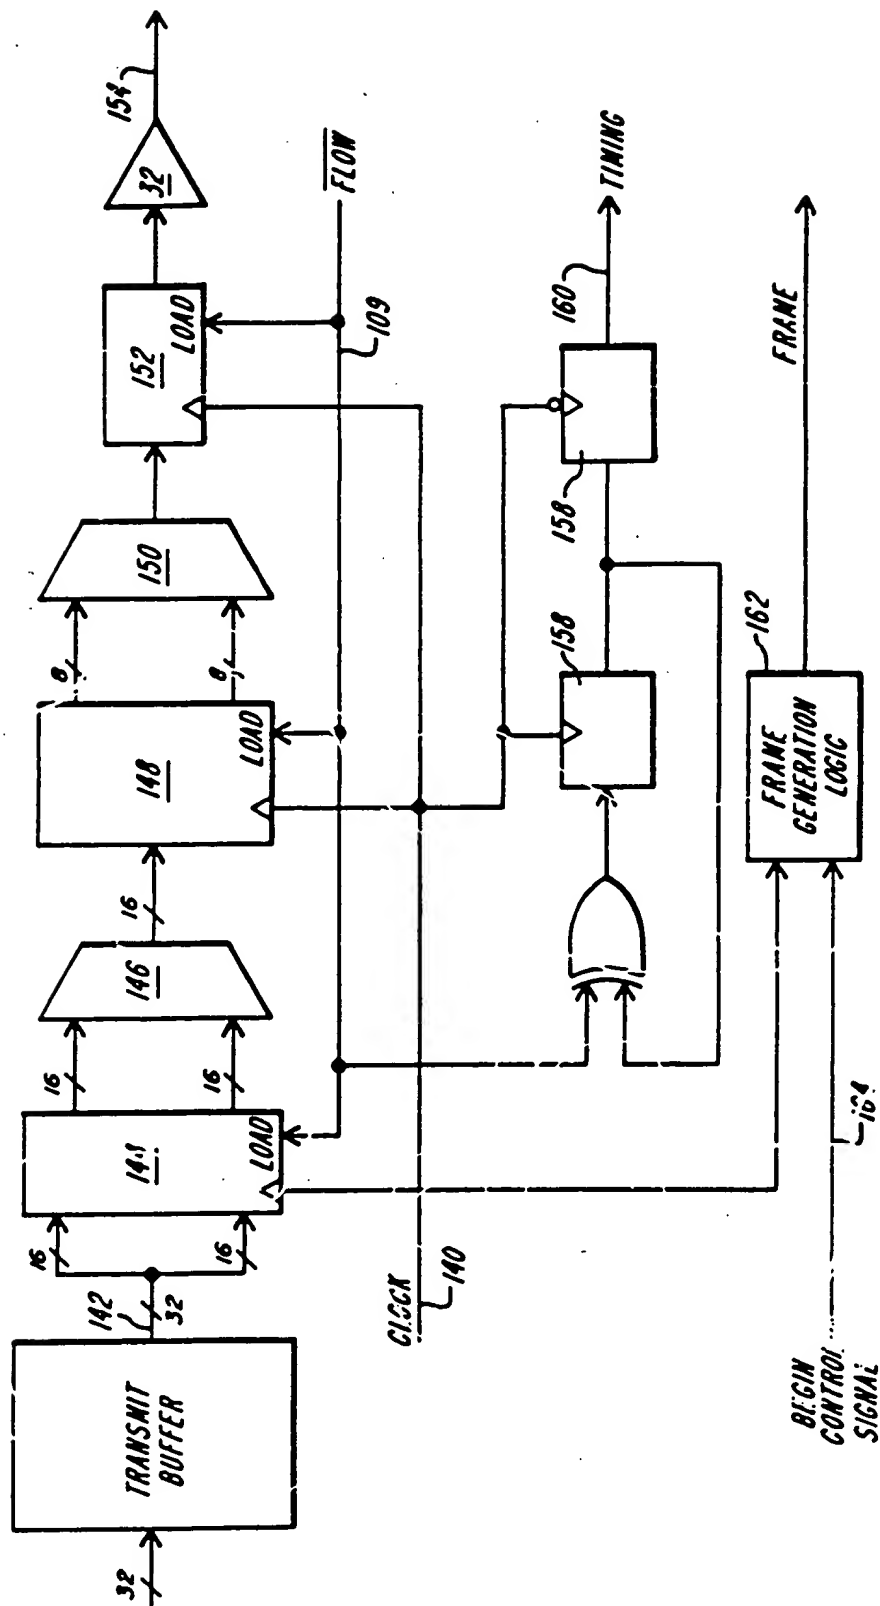 32
TRANSMIT
BUFFER
142
32
16
16
LOAD
16
16
146
16
148
LOAD
8
8
150
152
LOAD
32
154
FLOW
109
CLOCK
140
158
158
160
TIMING
BEGIN
CONTROL
SIGNAL
164
162
FRAME
GENERATION
LOGIC
FRAME